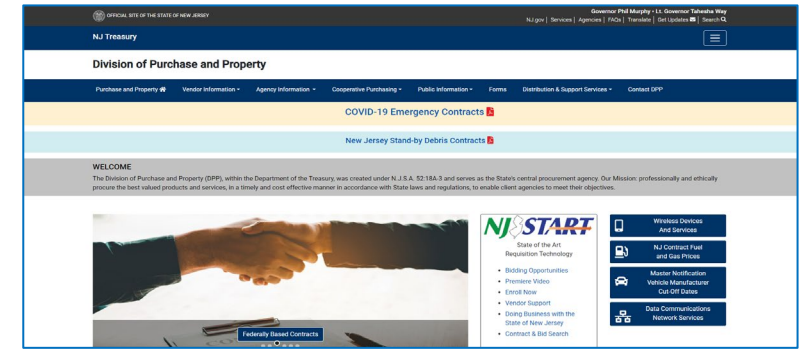 OFFICIAL SITE OF THE STATE OF NEW JERSEY
Governor Phil Murphy • Lt. Governor Tahesha Way
NJ.gov | Services | Agencies | FAQs | Translate | Get Updates | Search
NJ Treasury
Division of Purchase and Property
Purchase and Property Vendor Information Agency Information Cooperative Purchasing Public Information Forms Distribution & Support Services Contact DPP
COVID-19 Emergency Contracts
New Jersey Stand-by Debris Contracts
WELCOME
The Division of Purchase and Property (DPP), within the Department of the Treasury, was created under N.J.S.A. 52:18A-3 and serves as the State's central procurement agency. Our Mission: professionally and ethically
procure the best valued products and services, in a timely and cost effective manner in accordance with State laws and regulations, to enable client agencies to meet their objectives.
Federally Based Contracts
NJSTART
State of the Art
Requisition Technology
• Bidding Opportunities
• Premiere Video
• Enroll Now
• Vendor Support
• Doing Business with the
State of New Jersey
• Contract & Bid Search
Wireless Devices
And Services
NJ Contract Fuel
and Gas Prices
Master Notification
Vehicle Manufacturer
Cut-Off Dates
Data Communications
Network Services